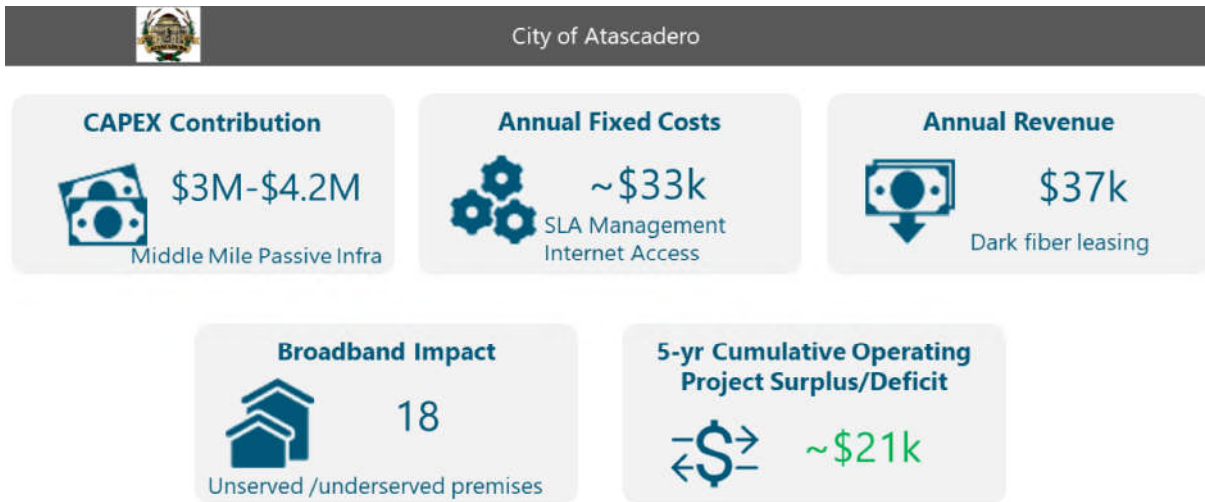 City of Atascadero
CAPEX Contribution
$3M-$4.2M
Middle Mile Passive Infra
Annual Fixed Costs
~$33k
SLA Management
Internet Access
Annual Revenue
$37k
Dark fiber leasing
Broadband Impact
18
Unserved /underserved premises
5-yr Cumulative Operating
Project Surplus/Deficit
~$21k